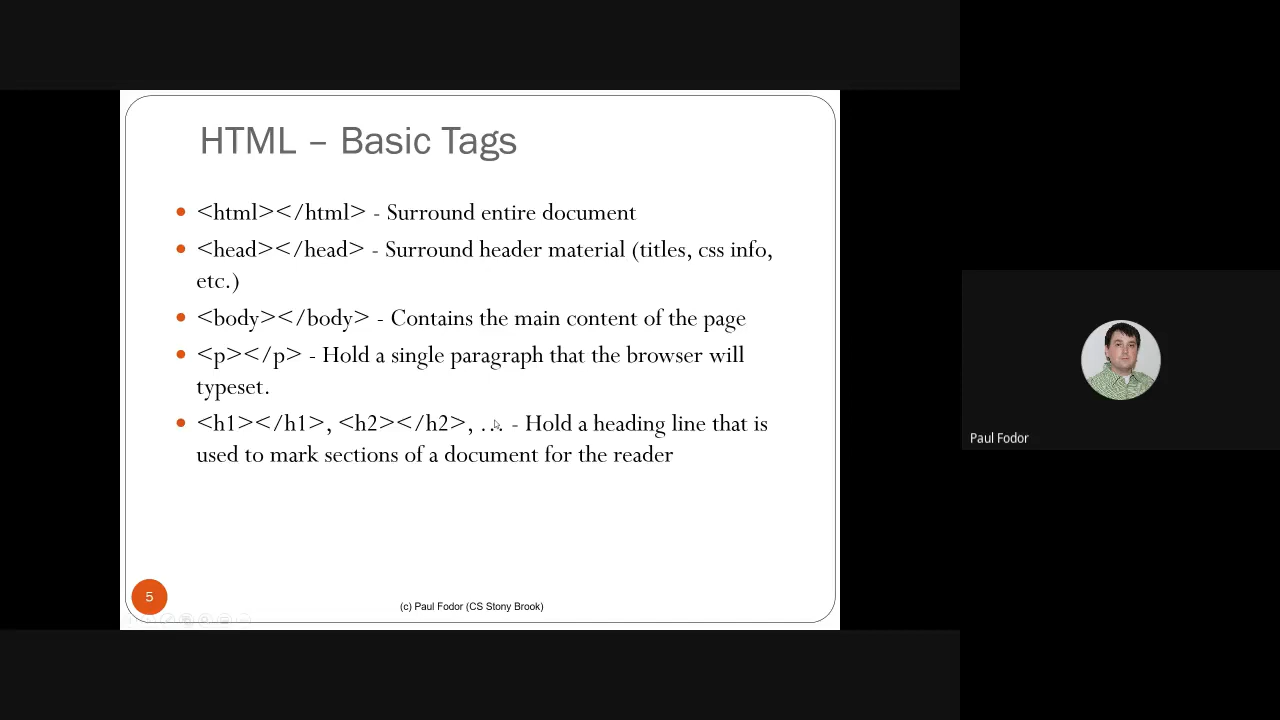 HTML – Basic Tags
<html></html> - Surround entire document
<head></head> - Surround header material (titles, css info,
etc.)
<body></body> - Contains the main content of the page
<p></p> - Hold a single paragraph that the browser will
typeset.
<h1></h1>, <h2></h2>, … - Hold a heading line that is
used to mark sections of a document for the reader
5
(c) Paul Fodor (CS Stony Brook)
Paul Fodor